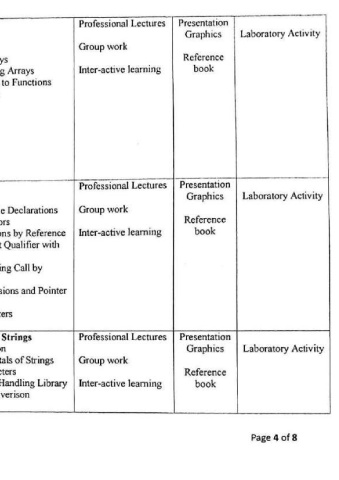 Professional Lectures
Group work
Inter-active learning
Presentation
Graphics
Reference
book
Laboratory Activity
ys
g Arrays
to Functions
Professional Lectures
Group work
Inter-active learning
Presentation
Graphics
Reference
book
Laboratory Activity
e Declarations
ors
ons by Reference
t Qualifier with
ing Call by
sions and Pointer
ers
Strings
on
tals of Strings
cters
Handling Library
verison
Professional Lectures
Group work
Inter-active learning
Presentation
Graphics
Reference
book
Laboratory Activity
Page 4 of 8